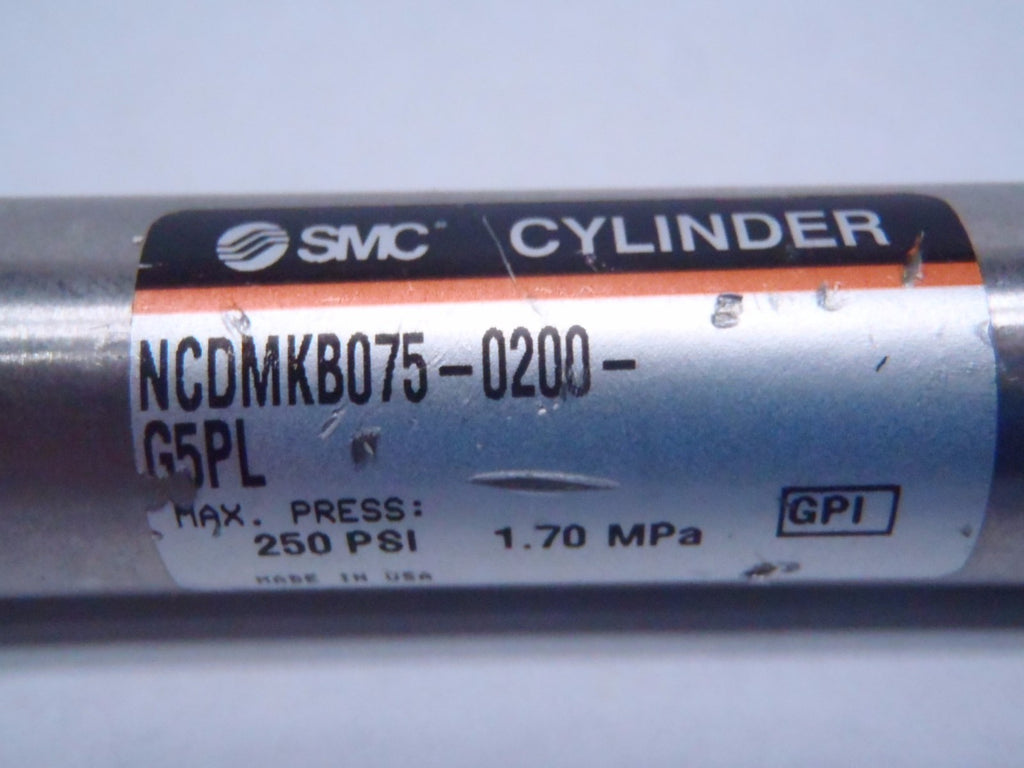 SMC CYLINDER
NCDMKB075-0200-
G5PL
MAX. PRESS:
250 PSI 1.70 MPa
GPI
MADE IN USA